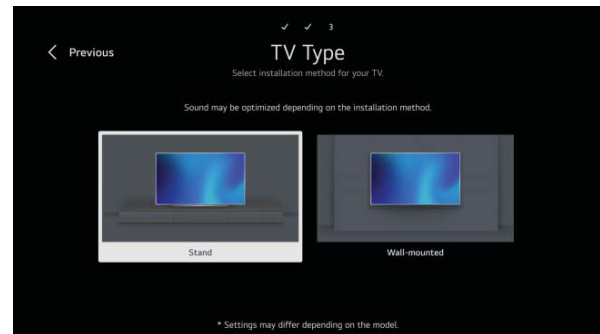 ✓ ✓ 3
Previous
TV Type
Select installation method for your TV.
Sound may be optimized depending on the installation method.
Stand
Wall-mounted
* Settings may differ depending on the model.